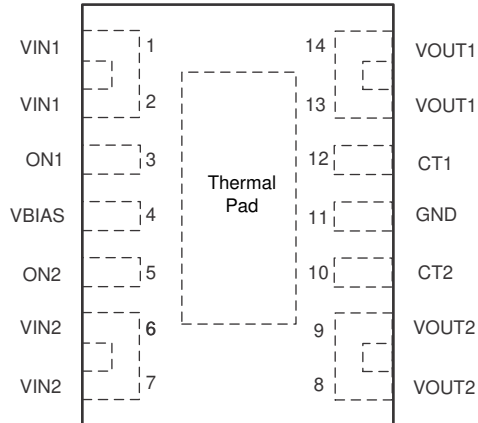 VIN1 1 14 VOUT1
VIN1 2 13 VOUT1
ON1 3 12 CT1
Thermal
Pad
VBIAS 4 11 GND
ON2 5 10 CT2
VIN2 6 9 VOUT2
VIN2 7 8 VOUT2